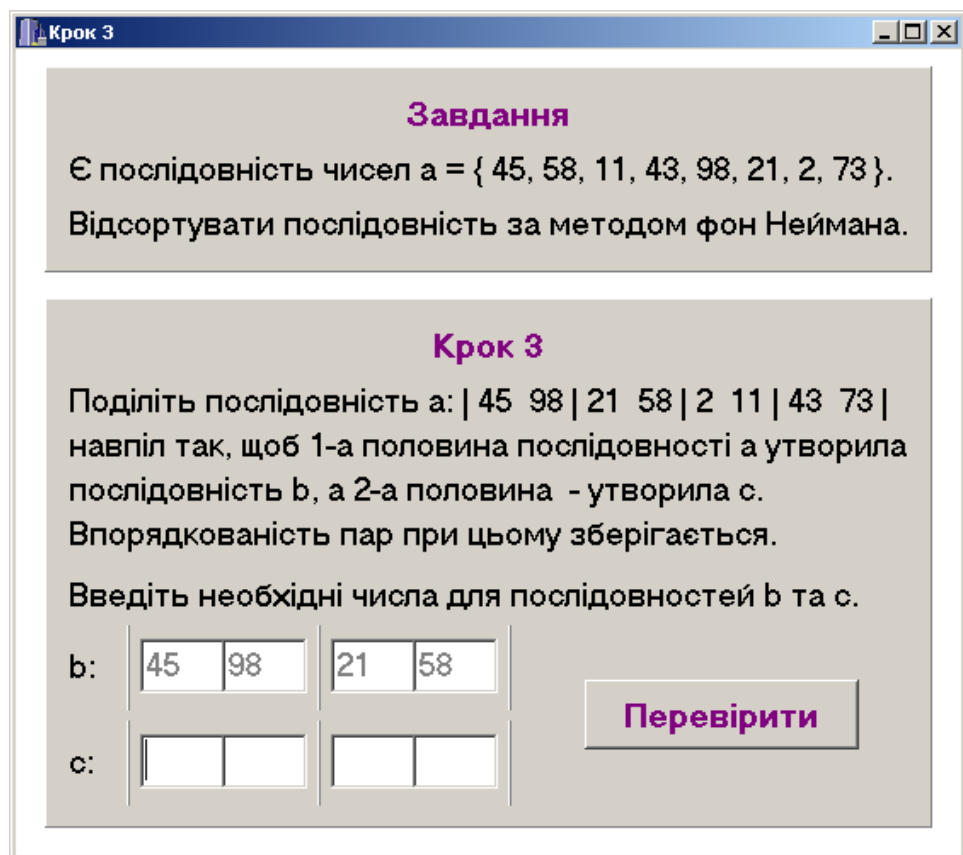 Крок 3
Завдання
Є послідовність чисел a = { 45, 58, 11, 43, 98, 21, 2, 73 }.
Відсортувати послідовність за методом фон Неймана.
Крок 3
Поділіть послідовність a: | 45 98 | 21 58 | 2 11 | 43 73 |
навпіл так, щоб 1-а половина послідовності a утворила
послідовність b, а 2-а половина - утворила c.
Впорядкованість пар при цьому зберігається.
Введіть необхідні числа для послідовностей b та c.
b: 45 98 21 58
Перевірити
c: